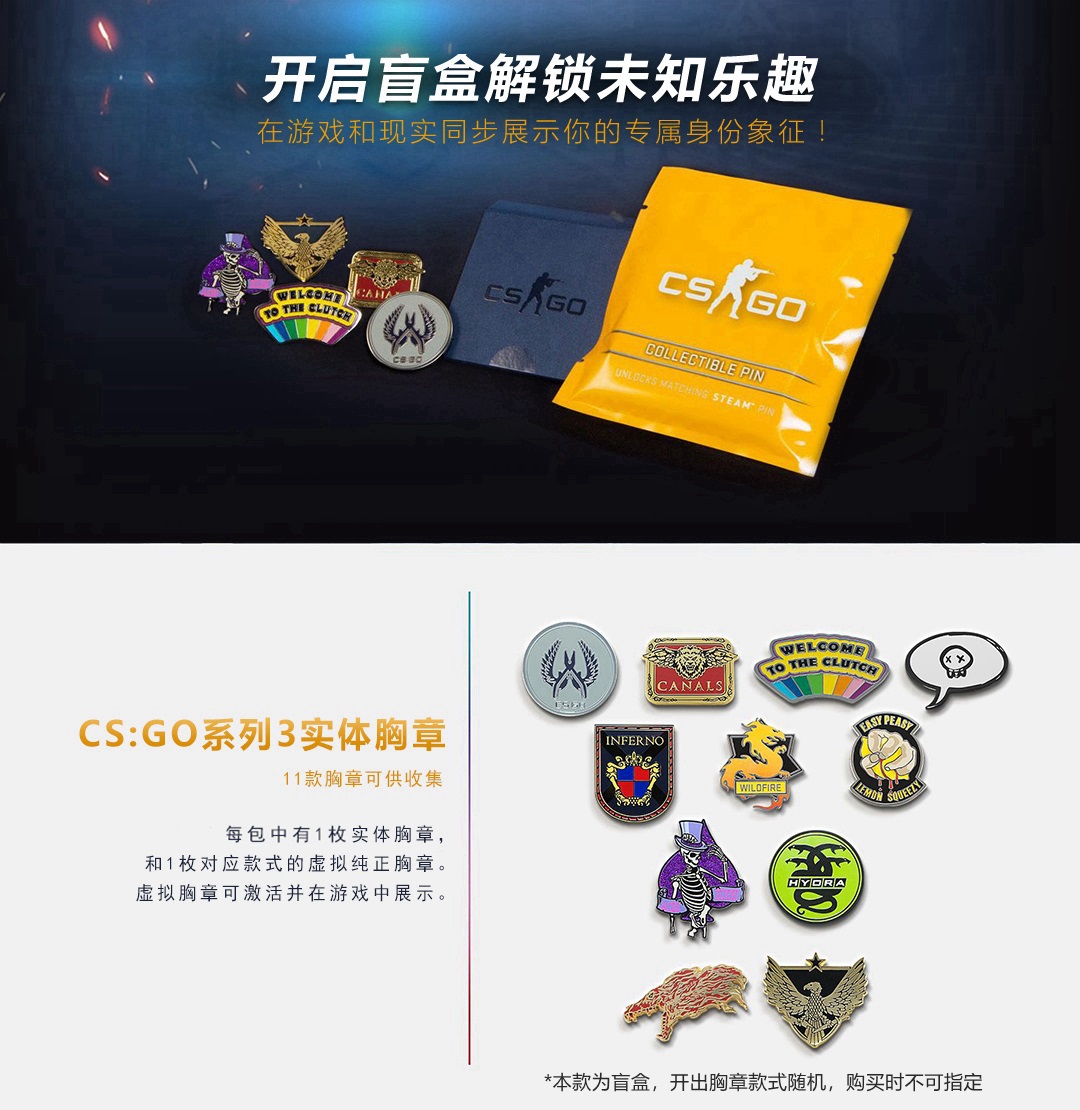 开启盲盒解锁未知乐趣
在游戏和现实同步展示你的专属身份象征！
WELCOME
TO THE CLUTCH
CANALS
CS GO
CS GO
CS GO
COLLECTIBLE PIN
UNLOCKS MATCHING STEAM™ PIN
CS:GO系列3实体胸章
11款胸章可供收集
每包中有1枚实体胸章，
和1枚对应款式的虚拟纯正胸章。
虚拟胸章可激活并在游戏中展示。
CS GO
CANALS
WELCOME
TO THE CLUTCH
INFERNO
WILDFIRE
EASY PEASY
LEMON SQUEEZY
HYDRA
*本款为盲盒，开出胸章款式随机，购买时不可指定